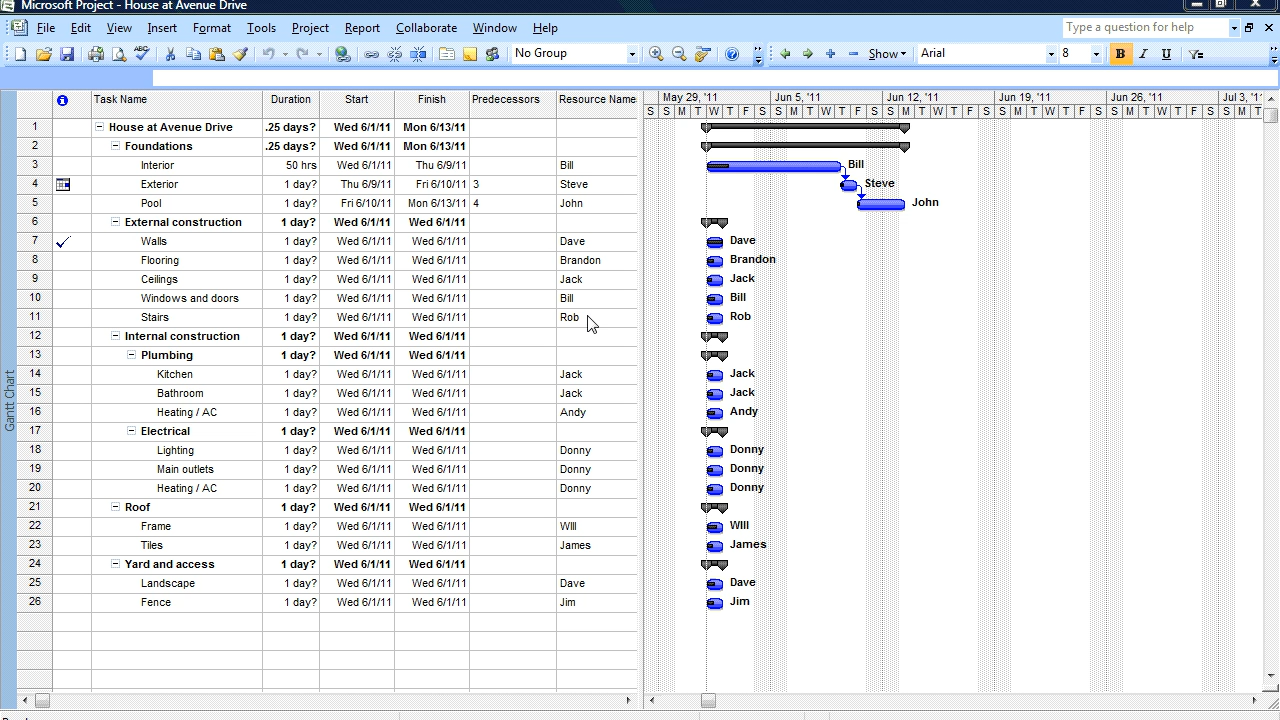 Microsoft Project - House at Avenue Drive
File Edit View Insert Format Tools Project Report Collaborate Window Help Type a question for help
No Group Show Arial 8 B I U
Task Name Duration Start Finish Predecessors Resource Name May 29, '11 Jun 5, '11 Jun 12, '11 Jun 19, '11 Jun 26, '11 Jul 3, '1
S S M T W T F S S M T W T F S S M T W T F S S M T W T F S S M T W T F S S M T
1 House at Avenue Drive .25 days? Wed 6/1/11 Mon 6/13/11
2 Foundations .25 days? Wed 6/1/11 Mon 6/13/11
3 Interior 50 hrs Wed 6/1/11 Thu 6/9/11 Bill Bill
4 Exterior 1 day? Thu 6/9/11 Fri 6/10/11 3 Steve Steve
5 Pool 1 day? Fri 6/10/11 Mon 6/13/11 4 John John
6 External construction 1 day? Wed 6/1/11 Wed 6/1/11
7 Walls 1 day? Wed 6/1/11 Wed 6/1/11 Dave Dave
8 Flooring 1 day? Wed 6/1/11 Wed 6/1/11 Brandon Brandon
9 Ceilings 1 day? Wed 6/1/11 Wed 6/1/11 Jack Jack
10 Windows and doors 1 day? Wed 6/1/11 Wed 6/1/11 Bill Bill
11 Stairs 1 day? Wed 6/1/11 Wed 6/1/11 Rob Rob
12 Internal construction 1 day? Wed 6/1/11 Wed 6/1/11
13 Plumbing 1 day? Wed 6/1/11 Wed 6/1/11
14 Kitchen 1 day? Wed 6/1/11 Wed 6/1/11 Jack Jack
15 Bathroom 1 day? Wed 6/1/11 Wed 6/1/11 Jack Jack
16 Heating / AC 1 day? Wed 6/1/11 Wed 6/1/11 Andy Andy
17 Electrical 1 day? Wed 6/1/11 Wed 6/1/11
18 Lighting 1 day? Wed 6/1/11 Wed 6/1/11 Donny Donny
19 Main outlets 1 day? Wed 6/1/11 Wed 6/1/11 Donny Donny
20 Heating / AC 1 day? Wed 6/1/11 Wed 6/1/11 Donny Donny
21 Roof 1 day? Wed 6/1/11 Wed 6/1/11
22 Frame 1 day? Wed 6/1/11 Wed 6/1/11 WIll WIll
23 Tiles 1 day? Wed 6/1/11 Wed 6/1/11 James James
24 Yard and access 1 day? Wed 6/1/11 Wed 6/1/11
25 Landscape 1 day? Wed 6/1/11 Wed 6/1/11 Dave Dave
26 Fence 1 day? Wed 6/1/11 Wed 6/1/11 Jim Jim
Gantt Chart